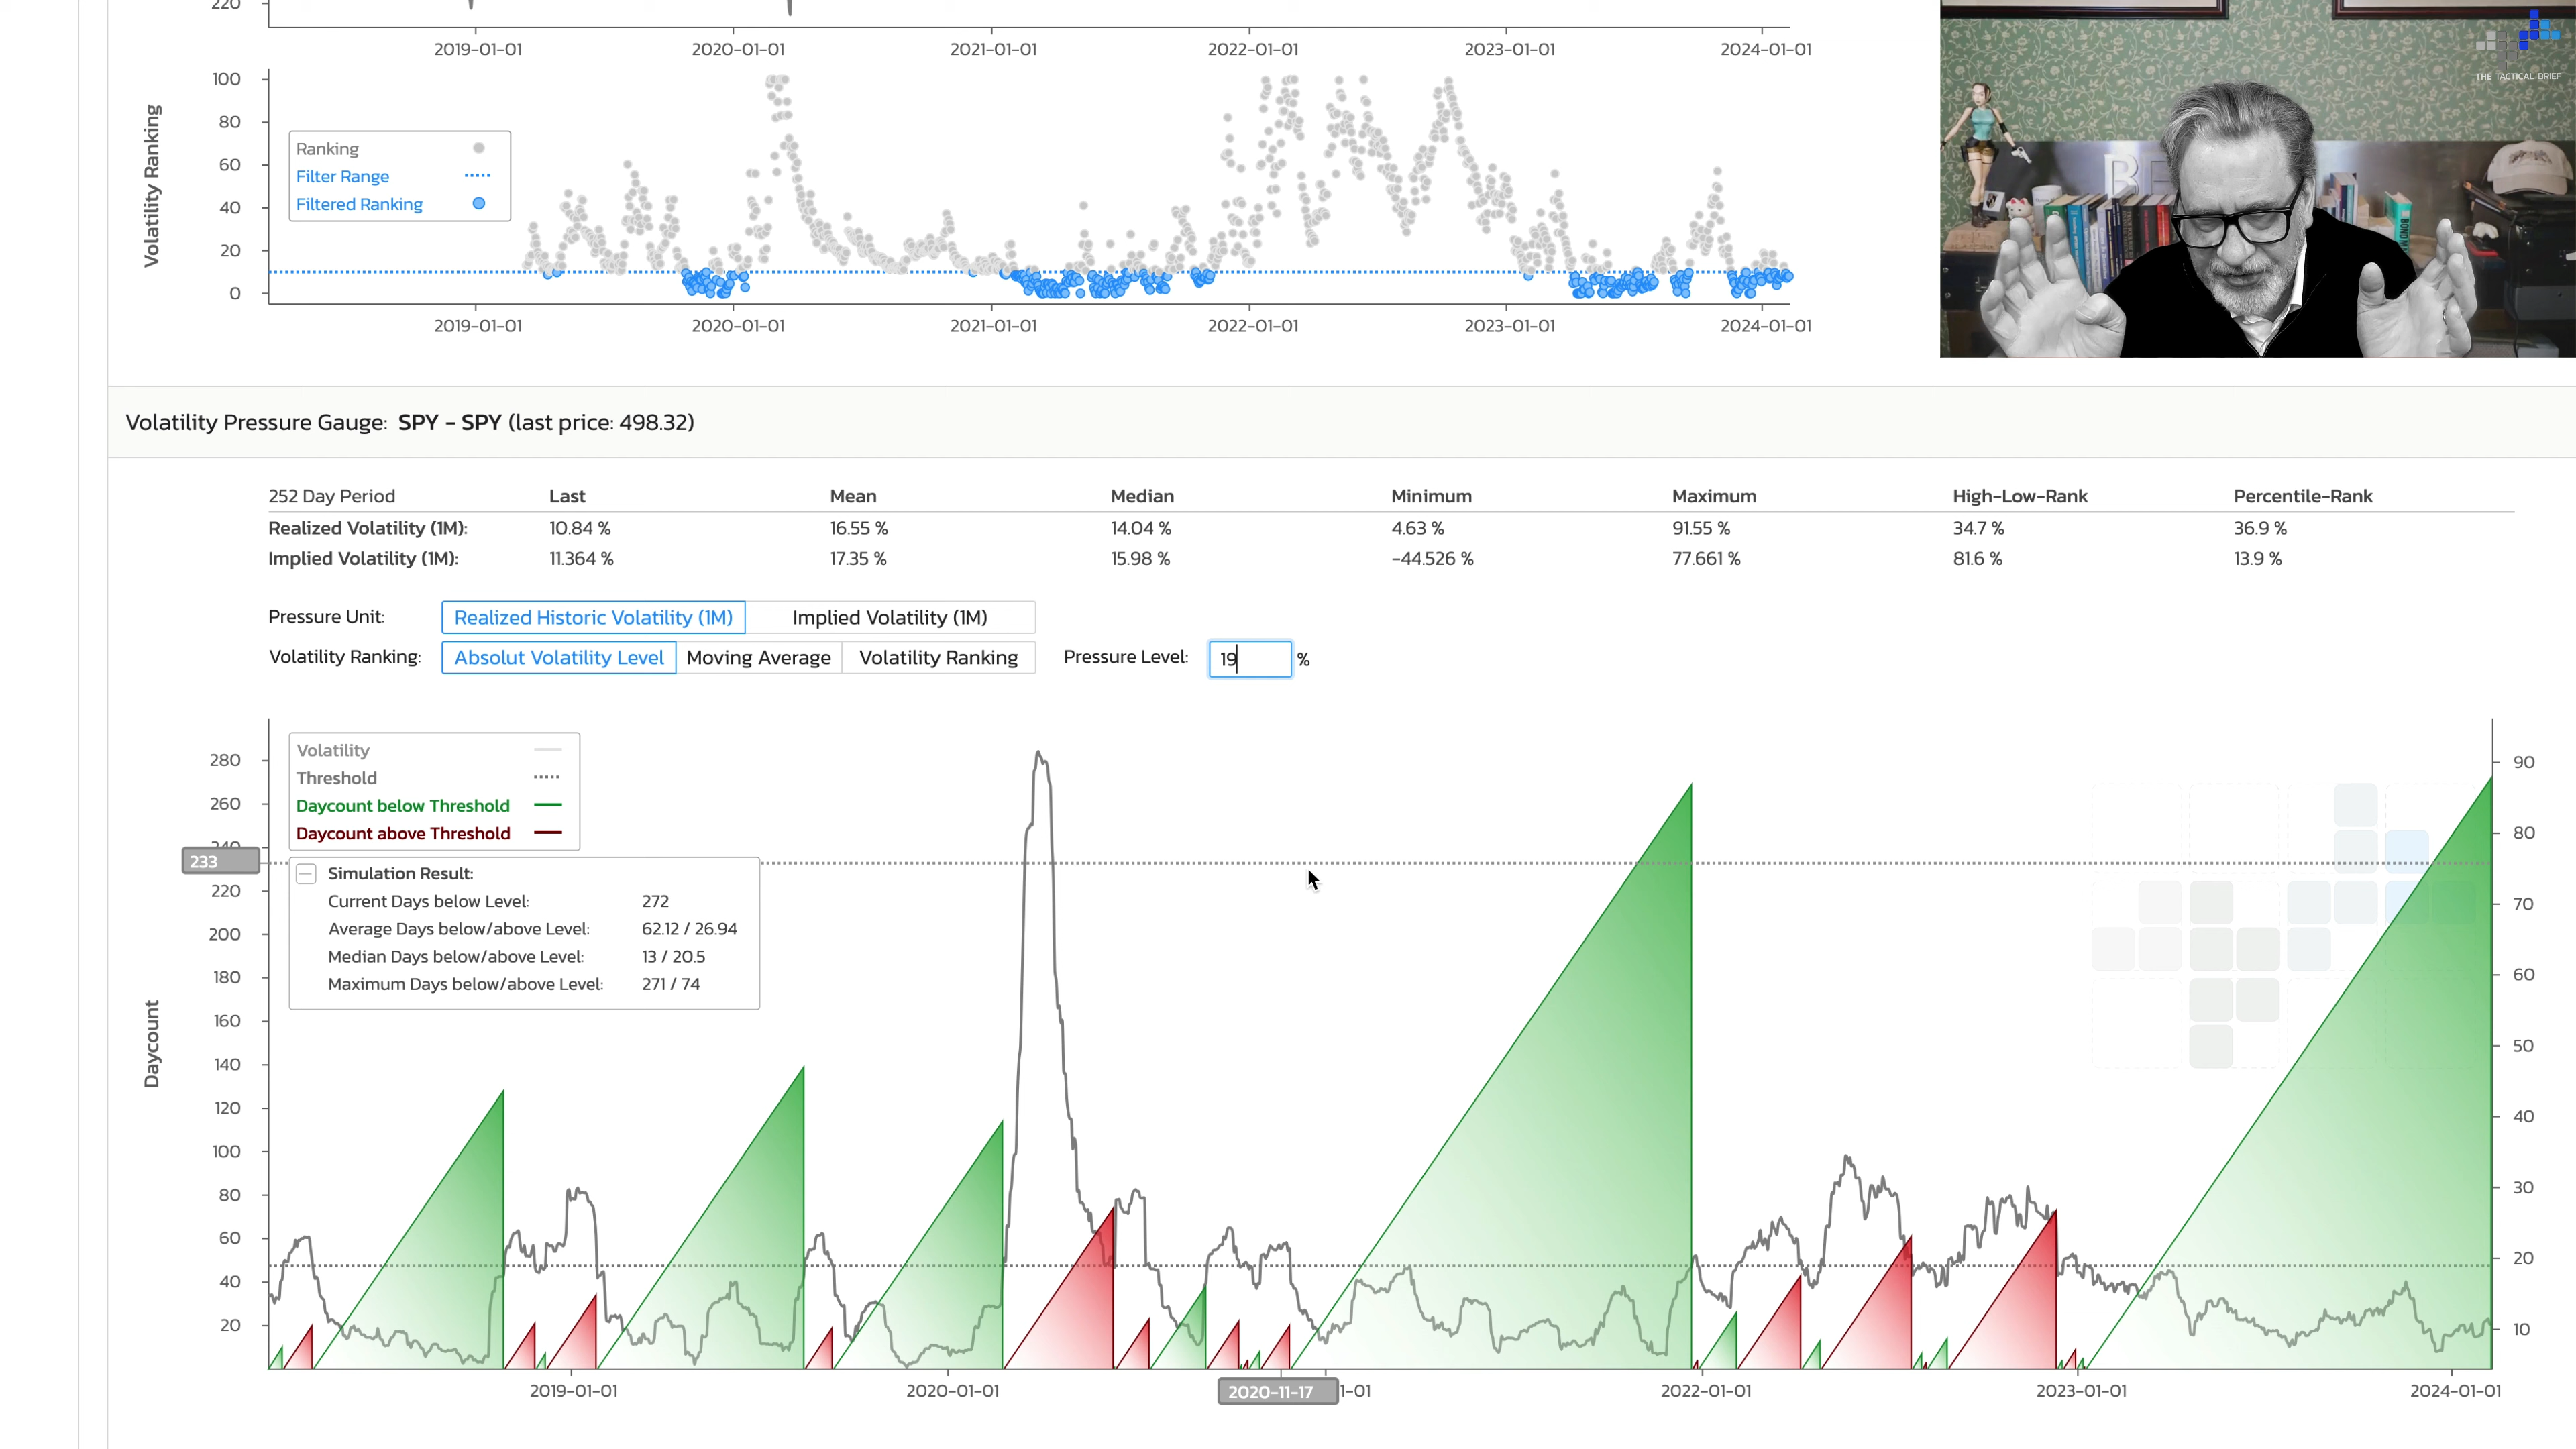 220
2019-01-01 2020-01-01 2021-01-01 2022-01-01 2023-01-01 2024-01-01
Volatility Ranking
100
80
60
40
20
0
Ranking
Filter Range
Filtered Ranking
2019-01-01 2020-01-01 2021-01-01 2022-01-01 2023-01-01 2024-01-01
THE TACTICAL BRIEF
Volatility Pressure Gauge: SPY - SPY (last price: 498.32)
252 Day Period Last Mean Median Minimum Maximum High-Low-Rank Percentile-Rank
Realized Volatility (1M): 10.84 % 16.55 % 14.04 % 4.63 % 91.55 % 34.7 % 36.9 %
Implied Volatility (1M): 11.364 % 17.35 % 15.98 % -44.526 % 77.661 % 81.6 % 13.9 %
Pressure Unit: Realized Historic Volatility (1M) Implied Volatility (1M)
Volatility Ranking: Absolut Volatility Level Moving Average Volatility Ranking Pressure Level: 19 %
Volatility
Threshold
Daycount below Threshold
Daycount above Threshold
Simulation Result:
Current Days below Level: 272
Average Days below/above Level: 62.12 / 26.94
Median Days below/above Level: 13 / 20.5
Maximum Days below/above Level: 271 / 74
Daycount
280
260
240
233
220
200
180
160
140
120
100
80
60
40
20
90
80
70
60
50
40
30
20
10
2019-01-01 2020-01-01 2020-11-17 1-01 2022-01-01 2023-01-01 2024-01-01